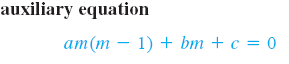 auxiliary equation
am(m − 1) + bm + c = 0